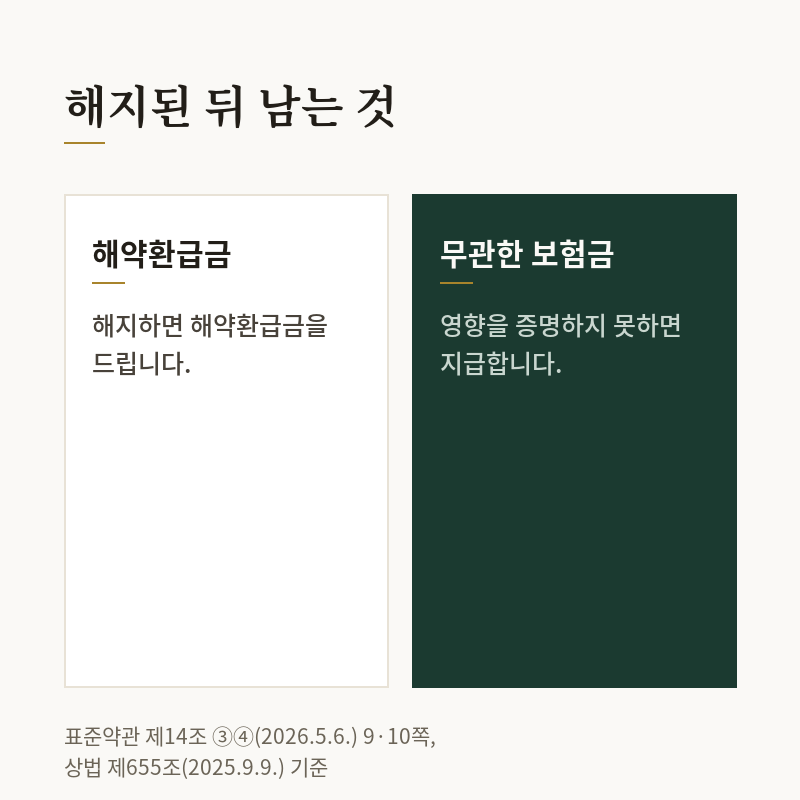 해지된 뒤 남는 것
해약환급금
해지하면 해약환급금을
드립니다.
무관한 보험금
영향을 증명하지 못하면
지급합니다.
표준약관 제14조 ③④(2026.5.6.) 9·10쪽,
상법 제655조(2025.9.9.) 기준